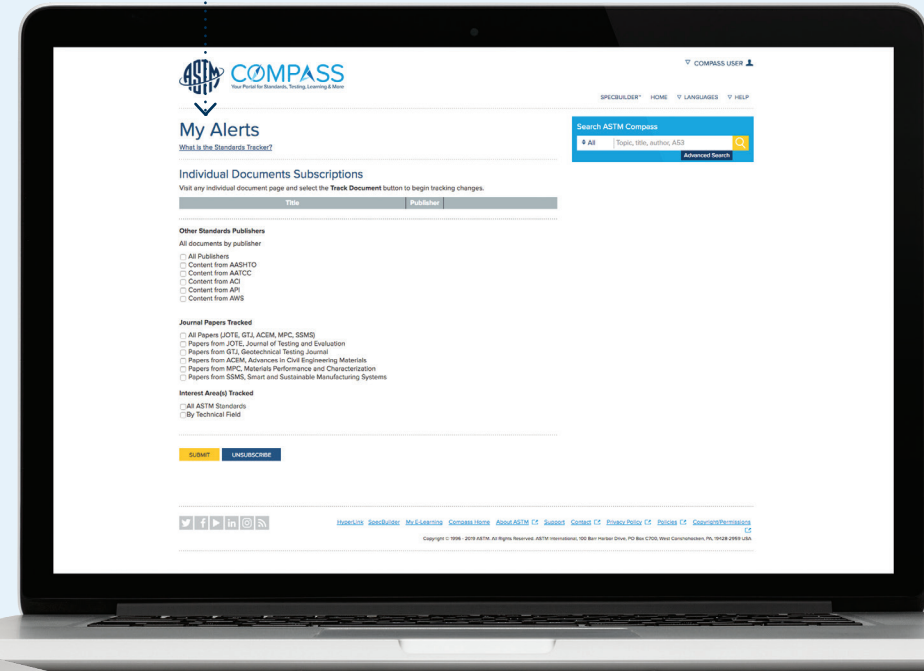 ASTM COMPASS
Your Portal for Standards, Testing, Learning & More
COMPASS USER
SPECBUILDER® HOME LANGUAGES HELP
My Alerts
What is the Standards Tracker?
Search ASTM Compass
All Topic, title, author, A53
Advanced Search
Individual Documents Subscriptions
Visit any individual document page and select the Track Document button to begin tracking changes.
Title Publisher
Other Standards Publishers
All documents by publisher
All Publishers
Content from AASHTO
Content from AATCC
Content from ACI
Content from API
Content from AWS
Journal Papers Tracked
All Papers (JOTE, GTJ, ACEM, MPC, SSMS)
Papers from JOTE, Journal of Testing and Evaluation
Papers from GTJ, Geotechnical Testing Journal
Papers from ACEM, Advances in Civil Engineering Materials
Papers from MPC, Materials Performance and Characterization
Papers from SSMS, Smart and Sustainable Manufacturing Systems
Interest Area(s) Tracked
All ASTM Standards
By Technical Field
SUBMIT UNSUBSCRIBE
HyperLink SpecBuilder My E-Learning Compass Home About ASTM Support Contact Privacy Policy Policies Copyright/Permissions
Copyright © 1996 - 2019 ASTM. All Rights Reserved. ASTM International, 100 Barr Harbor Drive, PO Box C700, West Conshohocken, PA, 19428-2959 USA